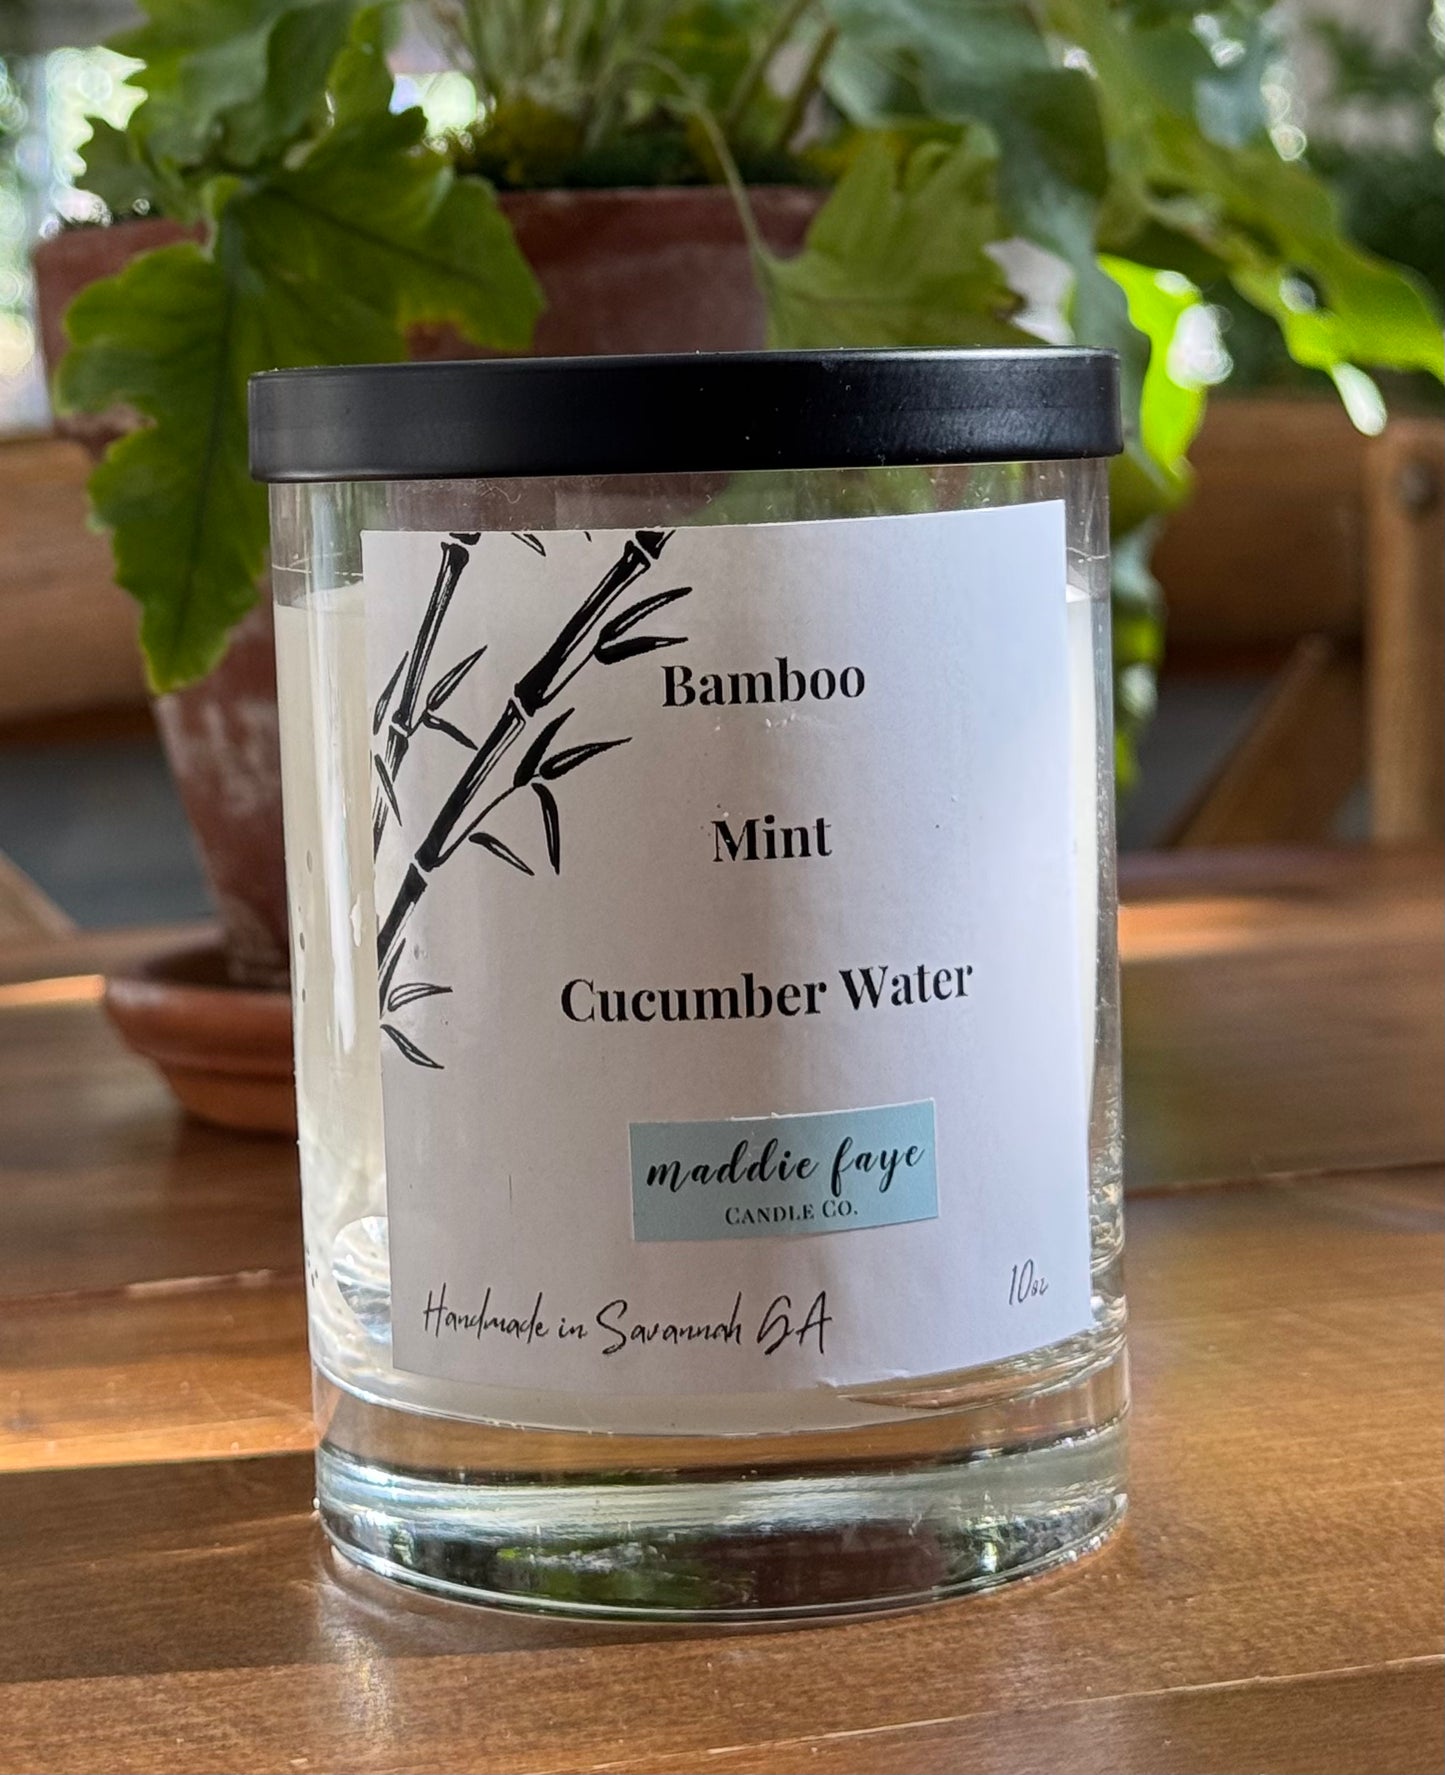 Bamboo
Mint
Cucumber Water
maddie faye
CANDLE CO.
Handmade in Savannah GA
10oz